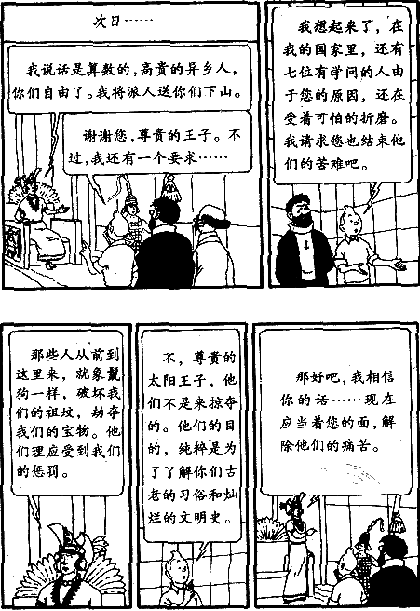 次日……
我说话是算数的，高贵的异乡人，
你们自由了。我将派人送你们下山。
谢谢您，尊贵的王子。不
过，我还有一个要求……
我想起来了，在
我的国家里，还有
七位有学问的人由
于您的原因，还在
受着可怕的折磨。
我请求您也结束他
们的苦难吧。
那些人从前到
这里来，就象鬣
狗一样，破坏我
们的祖坟，劫夺
我们的宝物。他
们理应受到我们
的惩罚。
不，尊贵的
太阳王子，他
们不是来掠夺
的。他们的目
的，纯粹是为
了了解你们古
老的习俗和灿
烂的文明史。
那好吧，我相信
你的话……现在
应当着您的面，解
除他们的痛苦。